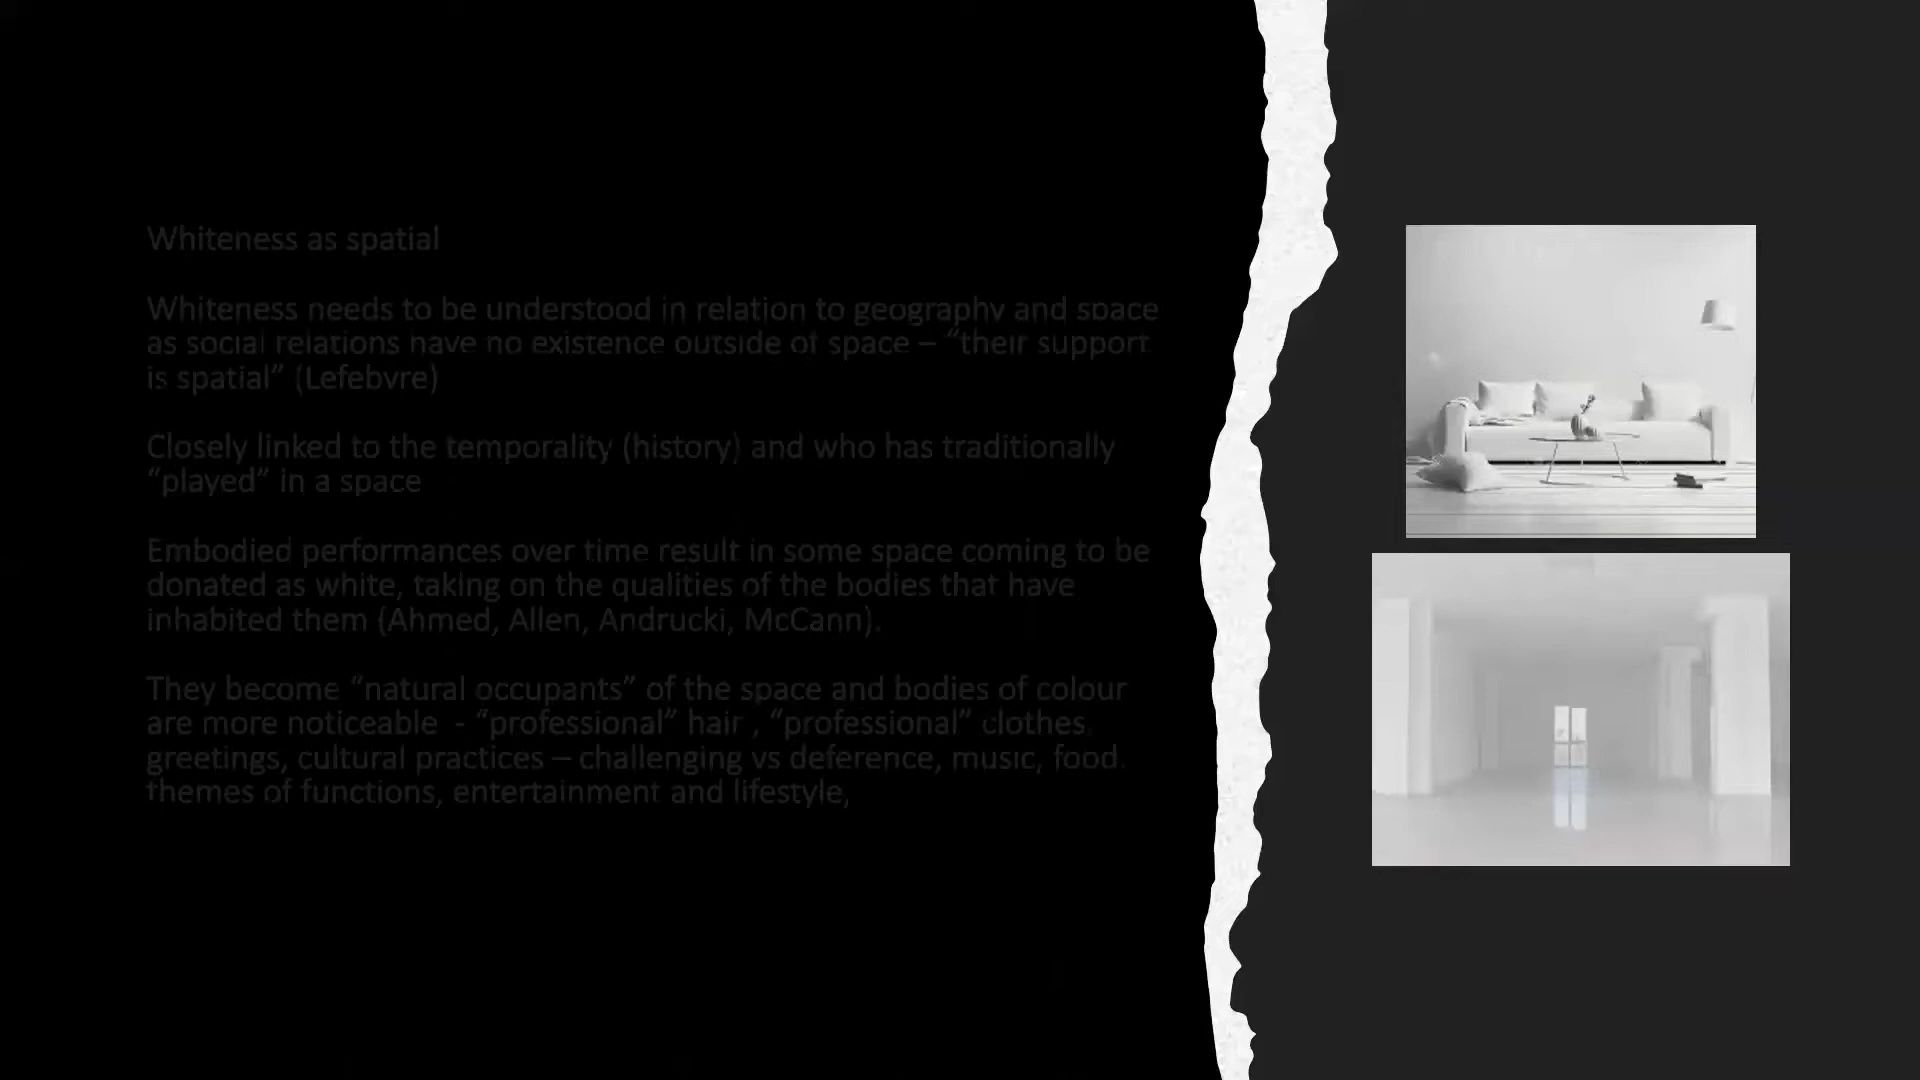 Whiteness as spatial
Whiteness needs to be understood in relation to geography and space
as social relations have no existence outside of space – “their support
is spatial” (Lefebvre)
Closely linked to the temporality (history) and who has traditionally
“played” in a space
Embodied performances over time result in some space coming to be
donated as white, taking on the qualities of the bodies that have
inhabited them (Ahmed, Allen, Andrucki, McCann).
They become “natural occupants” of the space and bodies of colour
are more noticeable - “professional” hair , “professional” clothes,
greetings, cultural practices – challenging vs deference, music, food,
themes of functions, entertainment and lifestyle,